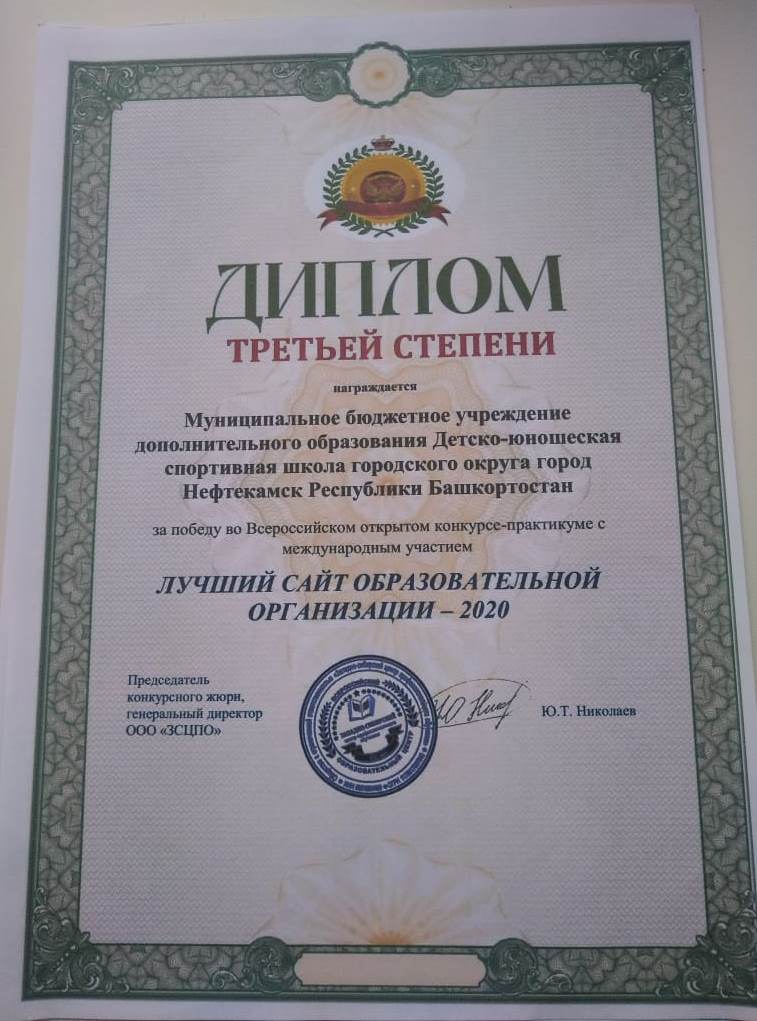 ДИПЛОМ
ТРЕТЬЕЙ СТЕПЕНИ
награждается
Муниципальное бюджетное учреждение
дополнительного образования Детско-юношеская
спортивная школа городского округа город
Нефтекамск Республики Башкортостан
за победу во Всероссийском открытом конкурсе-практикуме с
международным участием
ЛУЧШИЙ САЙТ ОБРАЗОВАТЕЛЬНОЙ
ОРГАНИЗАЦИИ – 2020
Председатель
конкурсного жюри,
генеральный директор
ООО «ЗСЦПО»
ОБРАЗОВАТЕЛЬНЫЙ ЦЕНТР
Ю.Т. Николаев